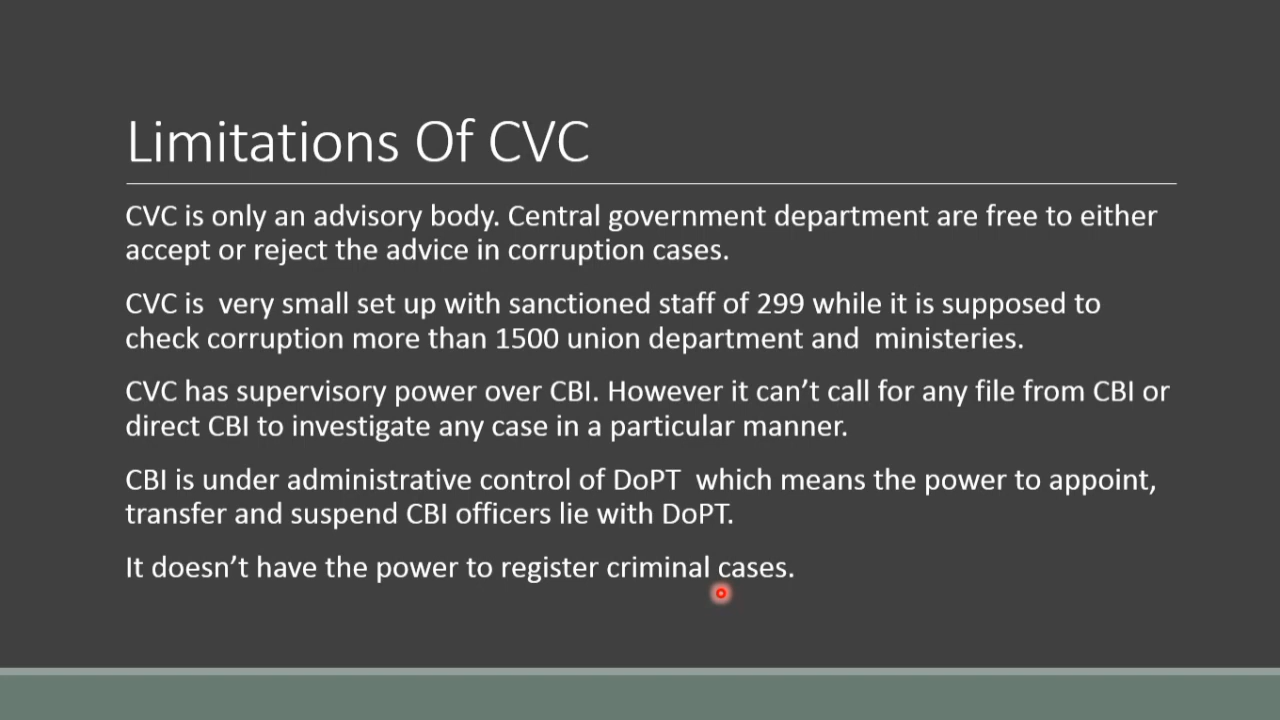 Limitations Of CVC
CVC is only an advisory body. Central government department are free to either
accept or reject the advice in corruption cases.
CVC is  very small set up with sanctioned staff of 299 while it is supposed to
check corruption more than 1500 union department and  ministeries.
CVC has supervisory power over CBI. However it can’t call for any file from CBI or
direct CBI to investigate any case in a particular manner.
CBI is under administrative control of DoPT  which means the power to appoint,
transfer and suspend CBI officers lie with DoPT.
It doesn’t have the power to register criminal cases.